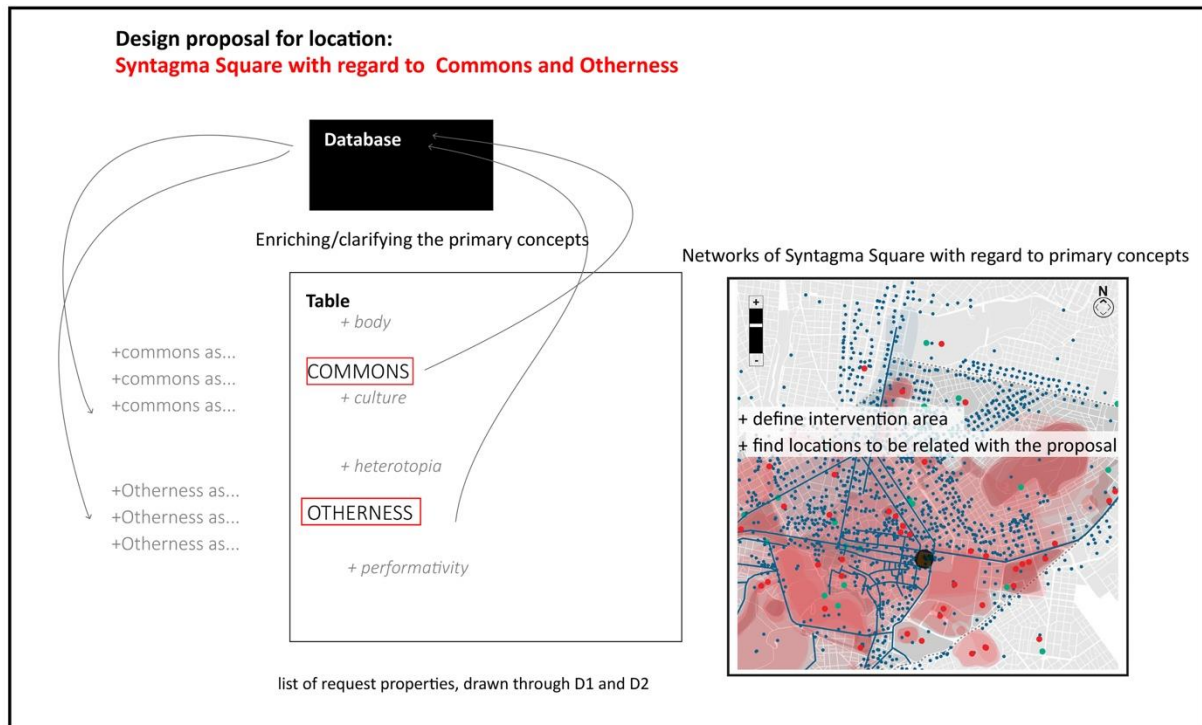 Design proposal for location:
Syntagma Square with regard to Commons and Otherness
Database
Enriching/clarifying the primary concepts
Table
+ body
COMMONS
+ culture
+ heterotopia
OTHERNESS
+ performativity
+commons as...
+commons as...
+commons as...
+Otherness as...
+Otherness as...
+Otherness as...
list of request properties, drawn through D1 and D2
Networks of Syntagma Square with regard to primary concepts
+
-
N
+ define intervention area
+ find locations to be related with the proposal